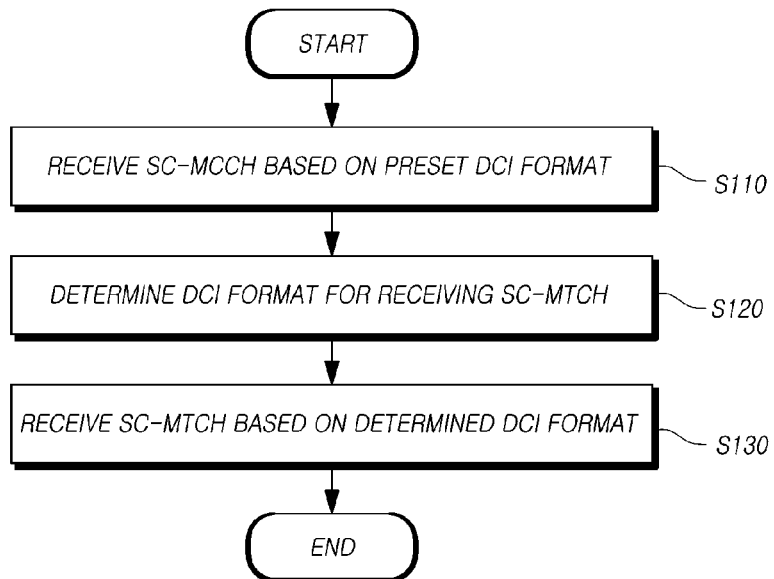 START
RECEIVE SC-MCCH BASED ON PRESET DCI FORMAT
S110
DETERMINE DCI FORMAT FOR RECEIVING SC-MTCH
S120
RECEIVE SC-MTCH BASED ON DETERMINED DCI FORMAT
S130
END